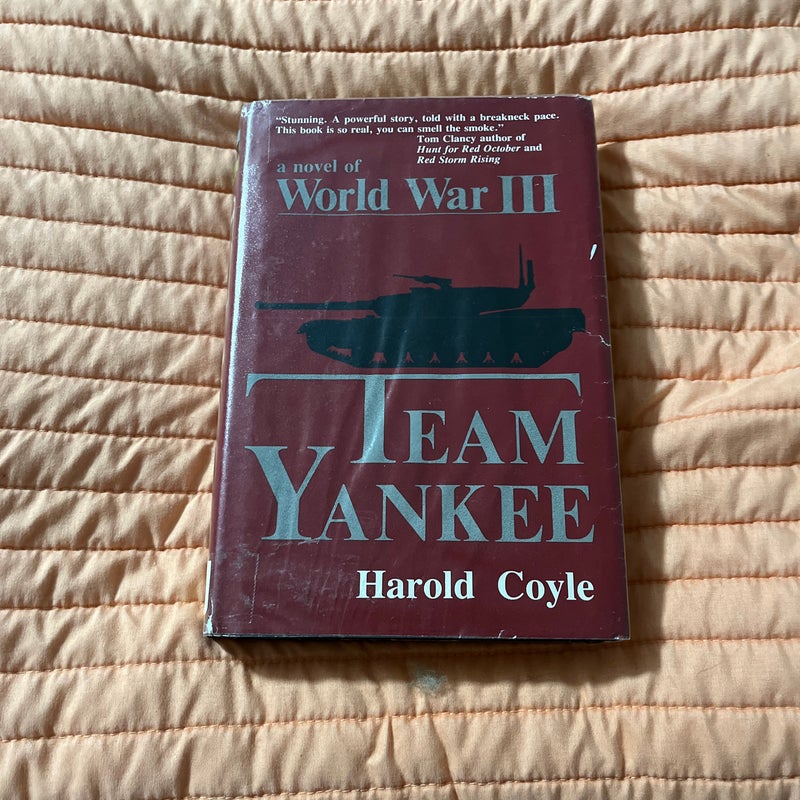 “Stunning. A powerful story, told with a breakneck pace.
This book is so real, you can smell the smoke.”
Tom Clancy author of
Hunt for Red October and
Red Storm Rising
a novel of
World War III
TEAM
YANKEE
Harold Coyle